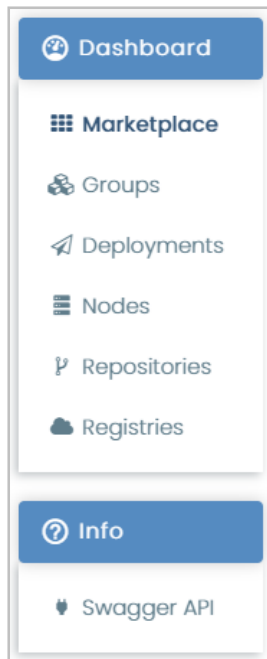 Dashboard
Marketplace
Groups
Deployments
Nodes
Repositories
Registries
Info
Swagger API